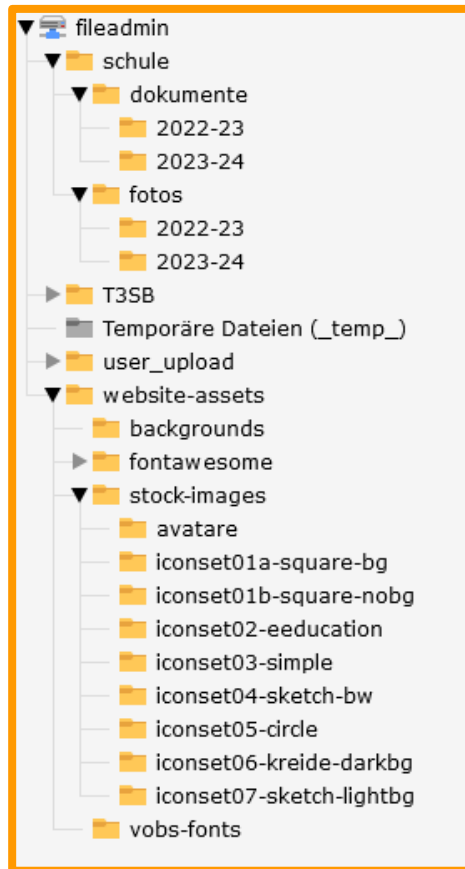 fileadmin
schule
dokumente
2022-23
2023-24
fotos
2022-23
2023-24
T3SB
Temporäre Dateien (_temp_)
user_upload
website-assets
backgrounds
fontawesome
stock-images
avatare
iconset01a-square-bg
iconset01b-square-nobg
iconset02-eeducation
iconset03-simple
iconset04-sketch-bw
iconset05-circle
iconset06-kreide-darkbg
iconset07-sketch-lightbg
vobs-fonts